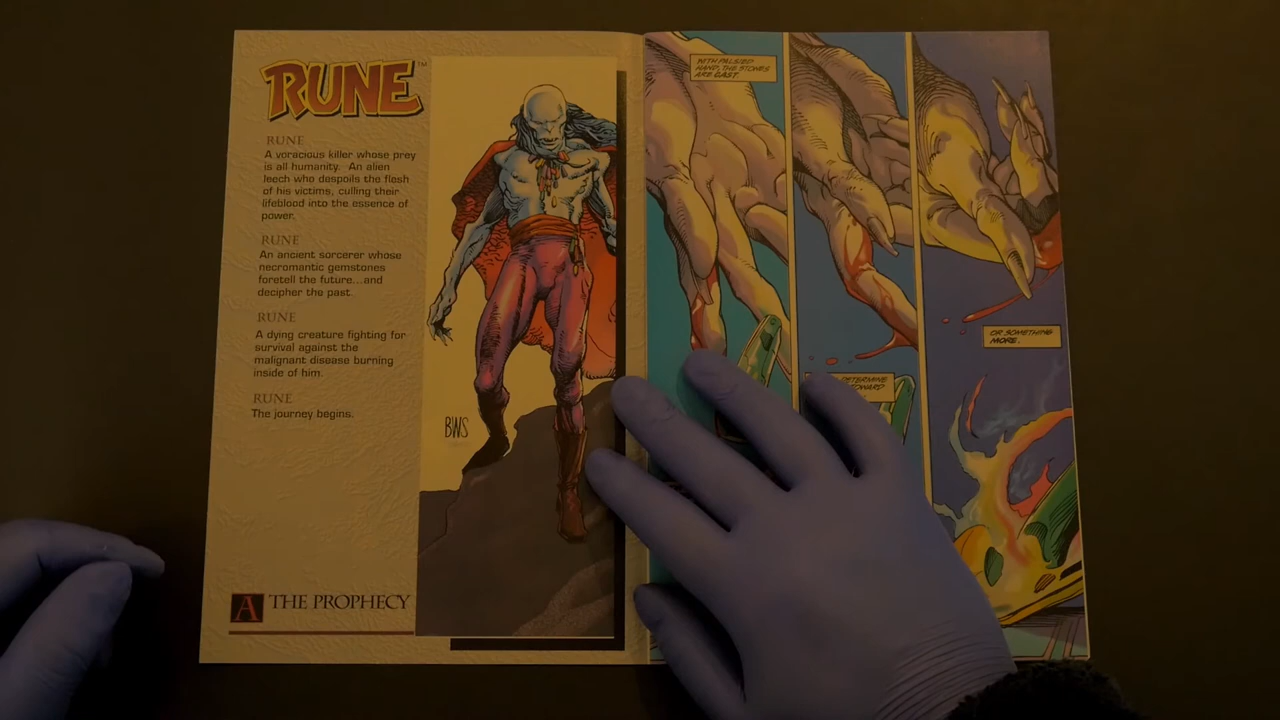 RUNE™
RUNE
A voracious killer whose prey
is all humanity. An alien
leech who despoils the flesh
of his victims, culling their
lifeblood into the essence of
power.
RUNE
An ancient sorcerer whose
necromantic gemstones
foretell the future...and
decipher the past.
RUNE
A dying creature fighting for
survival against the
malignant disease burning
inside of him.
RUNE
The journey begins.
A THE PROPHECY
BWS
WITH PALSIED
HAND, THE STONES
ARE CAST.
DETERMINE
OR SOMETHING
MORE.